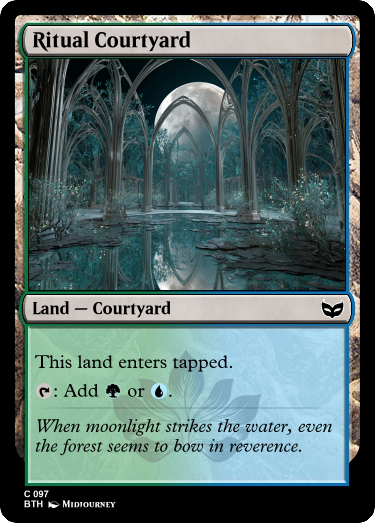 Ritual Courtyard
Land — Courtyard
This land enters tapped.
: Add or .
When moonlight strikes the water, even
the forest seems to bow in reverence.
C 097
BTH Midjourney